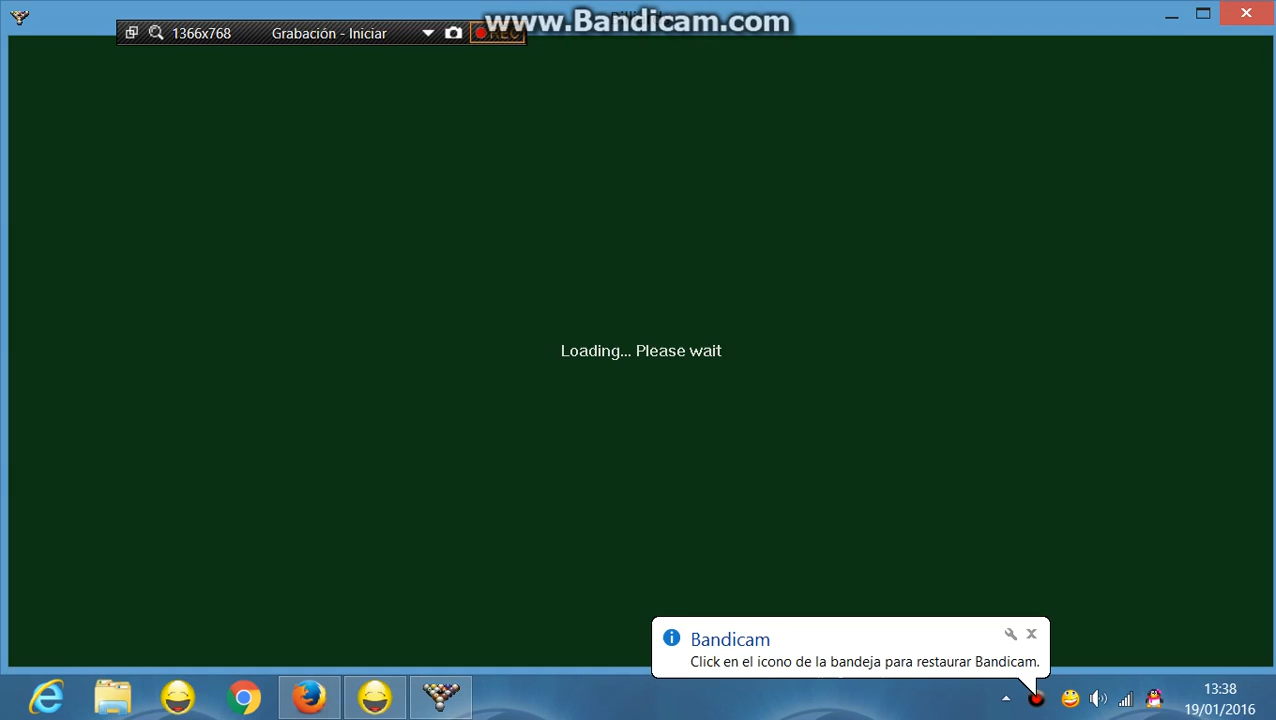 www.Bandicam.com
1366x768
Grabación - Iniciar
REC
Loading... Please wait
Bandicam
Click en el icono de la bandeja para restaurar Bandicam.
13:38
19/01/2016